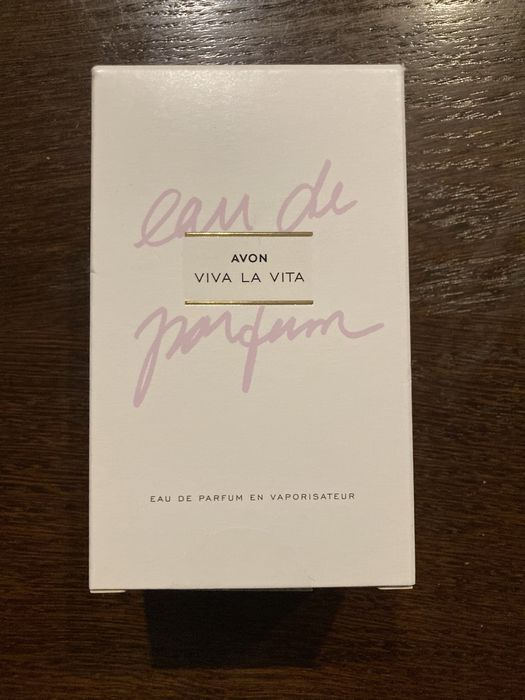 eau de
AVON
VIVA LA VITA
parfum
EAU DE PARFUM EN VAPORISATEUR